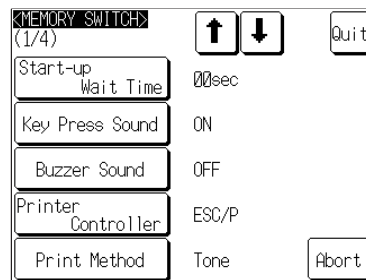 <MEMORY SWITCH>
(1/4)
Quit
Start-up
Wait Time
00sec
Key Press Sound
ON
Buzzer Sound
OFF
Printer
Controller
ESC/P
Print Method
Tone
Abort